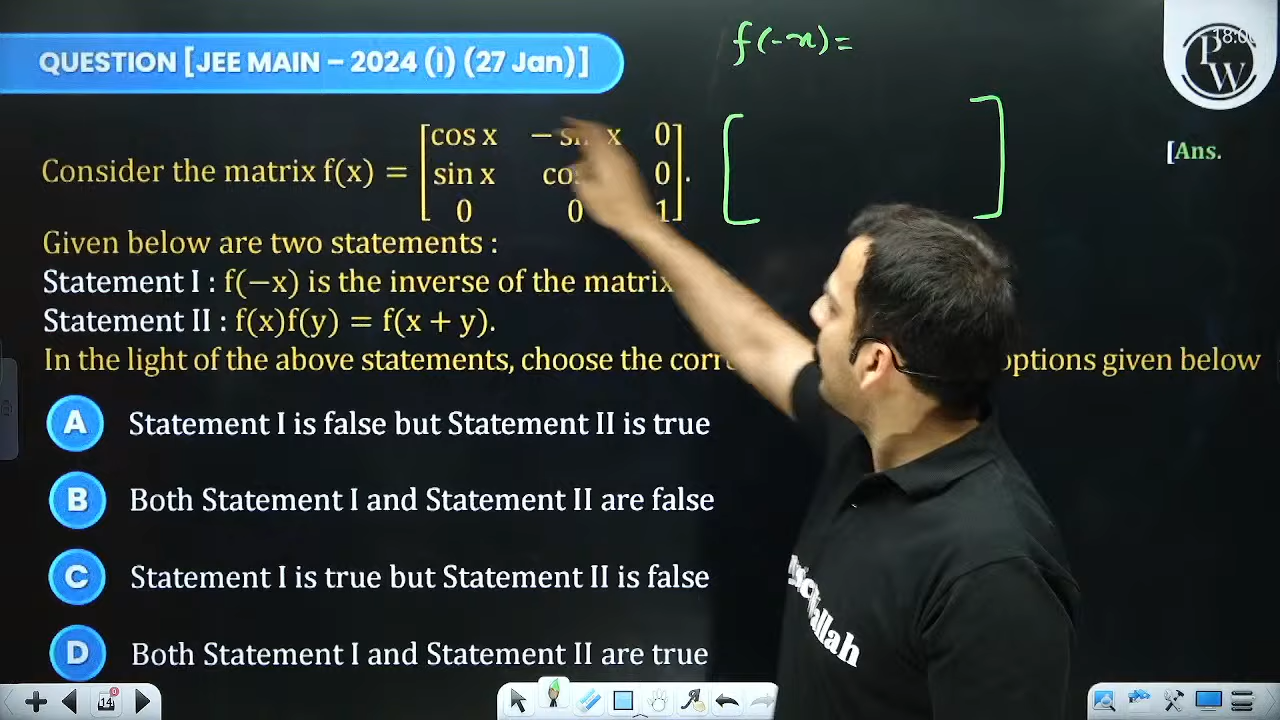 f(-x)=
QUESTION [JEE MAIN – 2024 (I) (27 Jan)]
PW
Consider the matrix f(x) = [cos x − sin x 0
sin x 0
0 0 1].
[Ans.
Given below are two statements :
Statement I : f(−x) is the inverse of the matrix
Statement II : f(x)f(y) = f(x + y).
In the light of the above statements, choose the options given below
A Statement I is false but Statement II is true
B Both Statement I and Statement II are false
C Statement I is true but Statement II is false
D Both Statement I and Statement II are true
14